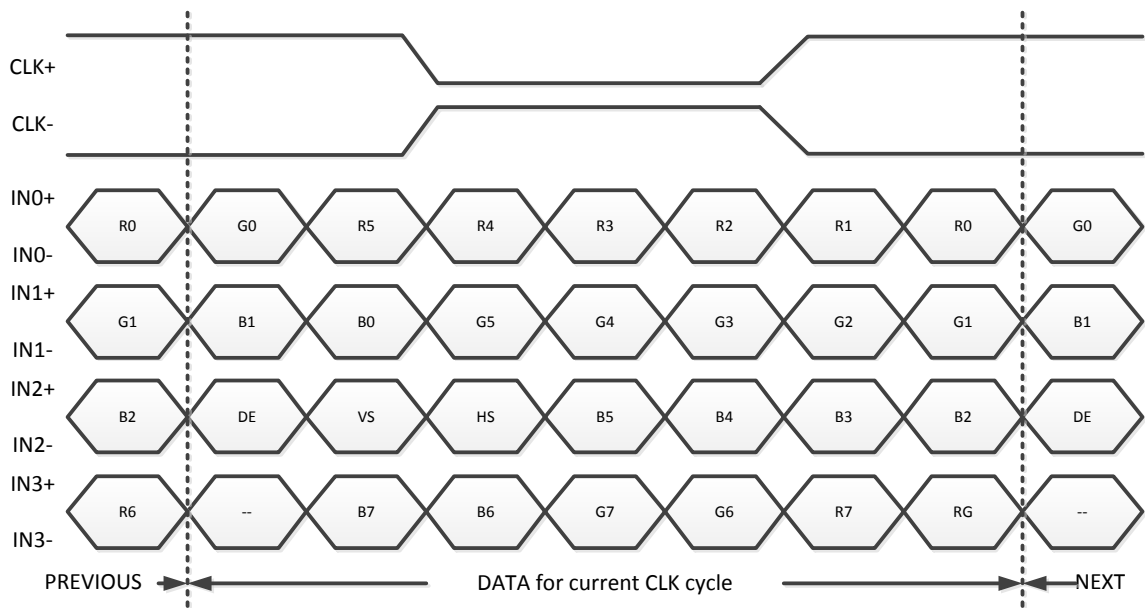 CLK+
CLK-
IN0+
IN0-
R0 G0 R5 R4 R3 R2 R1 R0 G0
IN1+
IN1-
G1 B1 B0 G5 G4 G3 G2 G1 B1
IN2+
IN2-
B2 DE VS HS B5 B4 B3 B2 DE
IN3+
IN3-
R6 -- B7 B6 G7 G6 R7 RG --
PREVIOUS DATA for current CLK cycle NEXT